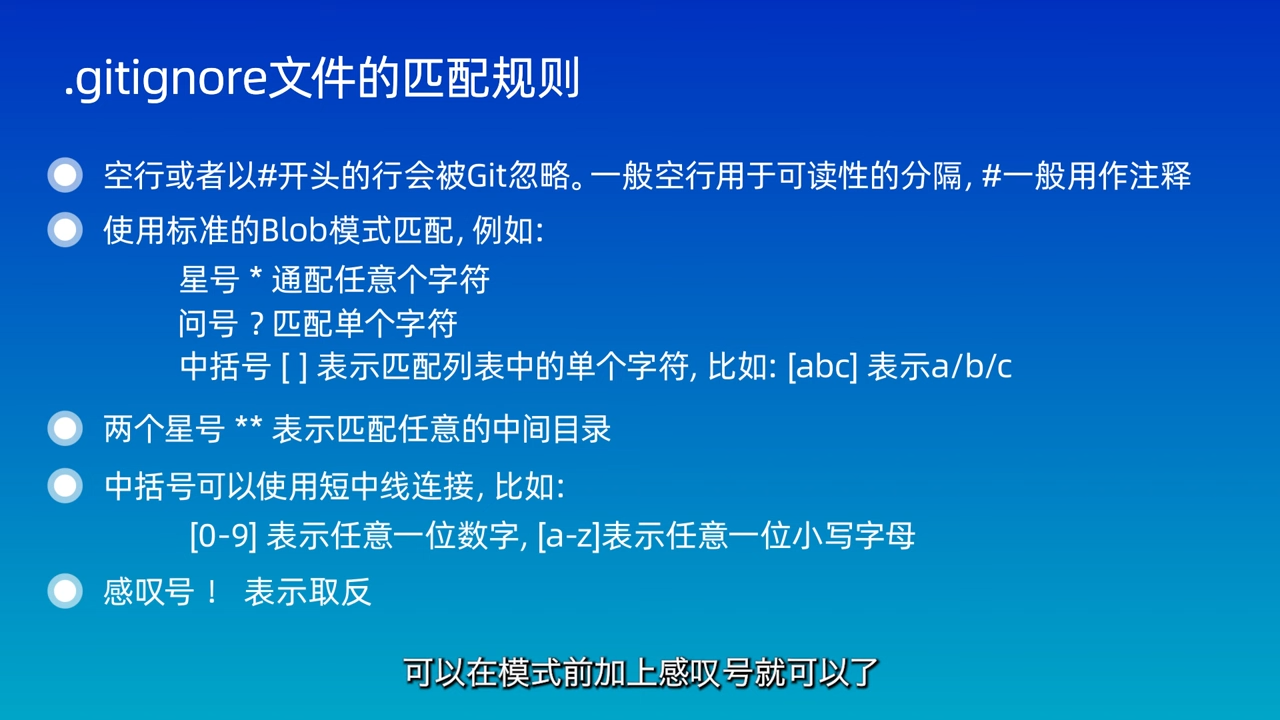 .gitignore文件的匹配规则
空行或者以#开头的行会被Git忽略。一般空行用于可读性的分隔, #一般用作注释
使用标准的Blob模式匹配, 例如:
星号 * 通配任意个字符
问号 ? 匹配单个字符
中括号 [ ] 表示匹配列表中的单个字符, 比如: [abc] 表示a/b/c
两个星号 ** 表示匹配任意的中间目录
中括号可以使用短中线连接, 比如:
[0-9] 表示任意一位数字, [a-z]表示任意一位小写字母
感叹号 ！ 表示取反
可以在模式前加上感叹号就可以了